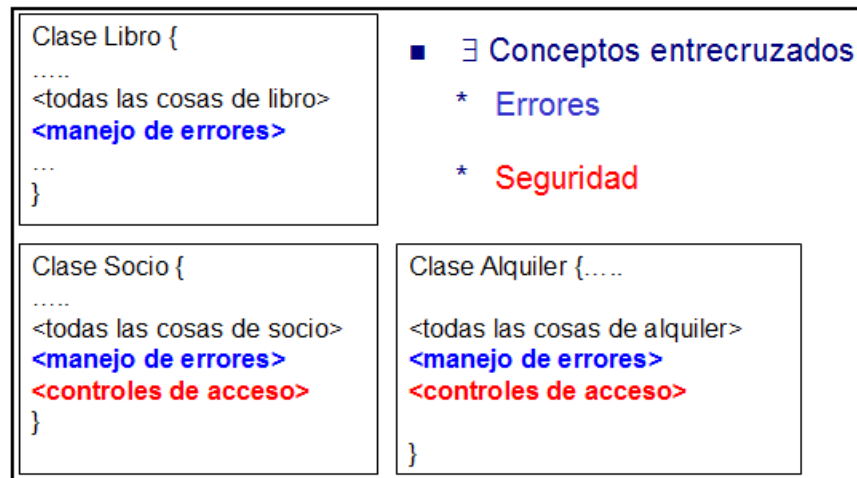 Clase Libro {
.....
<todas las cosas de libro>
<manejo de errores>
...
}
■ ∃ Conceptos entrecruzados
* Errores
* Seguridad
Clase Socio {
.....
<todas las cosas de socio>
<manejo de errores>
<controles de acceso>
}
Clase Alquiler {.....
<todas las cosas de alquiler>
<manejo de errores>
<controles de acceso>
}